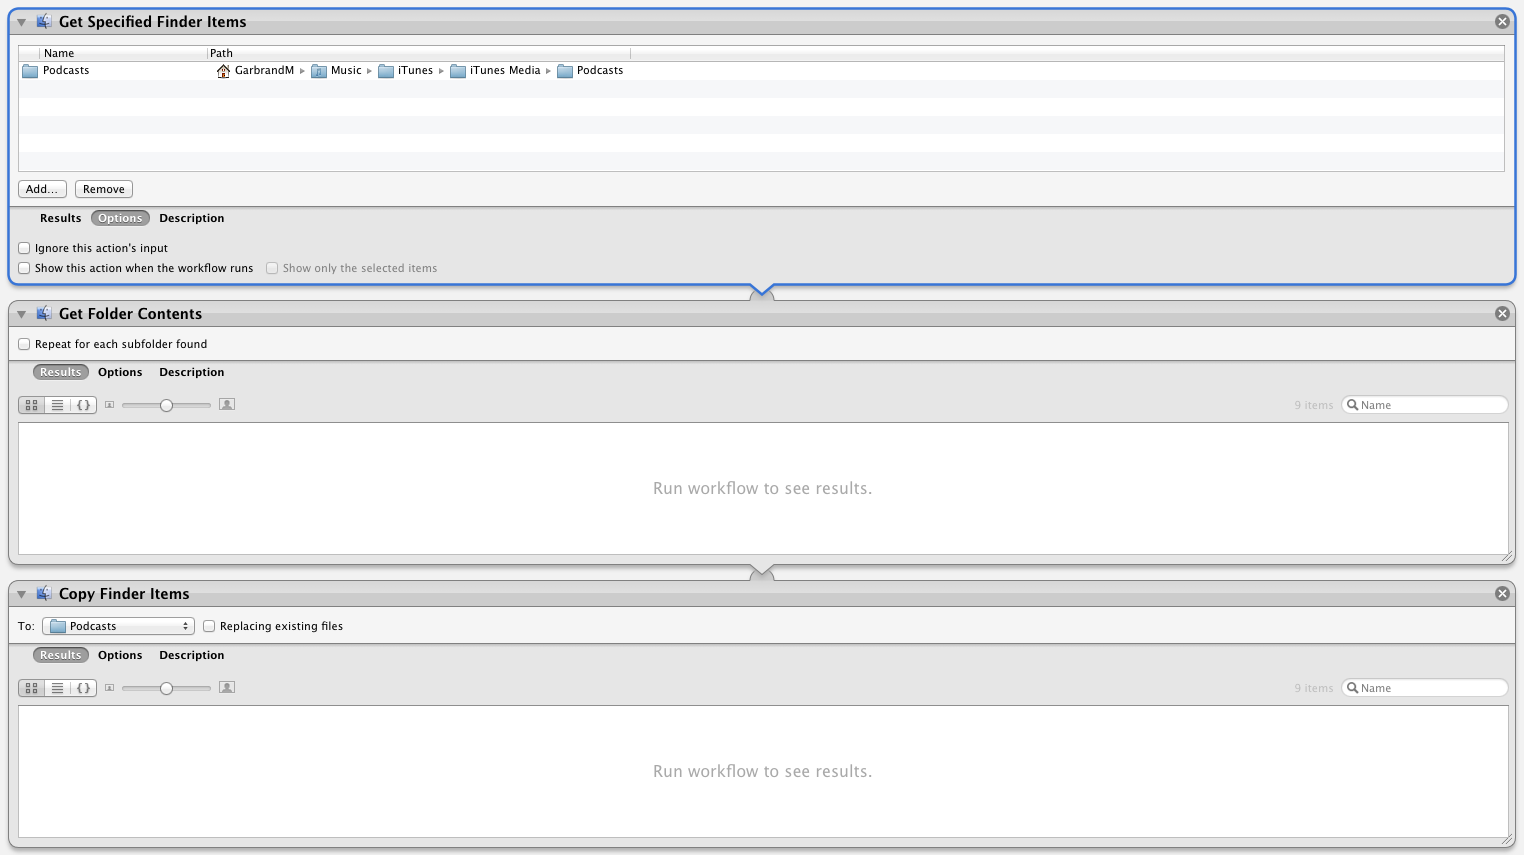 Get Specified Finder Items
Name Path
Podcasts GarbrandM Music iTunes iTunes Media Podcasts
Add... Remove
Results Options Description
Ignore this action's input
Show this action when the workflow runs Show only the selected items
Get Folder Contents
Repeat for each subfolder found
Results Options Description
{} 9 items Name
Run workflow to see results.
Copy Finder Items
To: Podcasts Replacing existing files
Results Options Description
{} 9 items Name
Run workflow to see results.